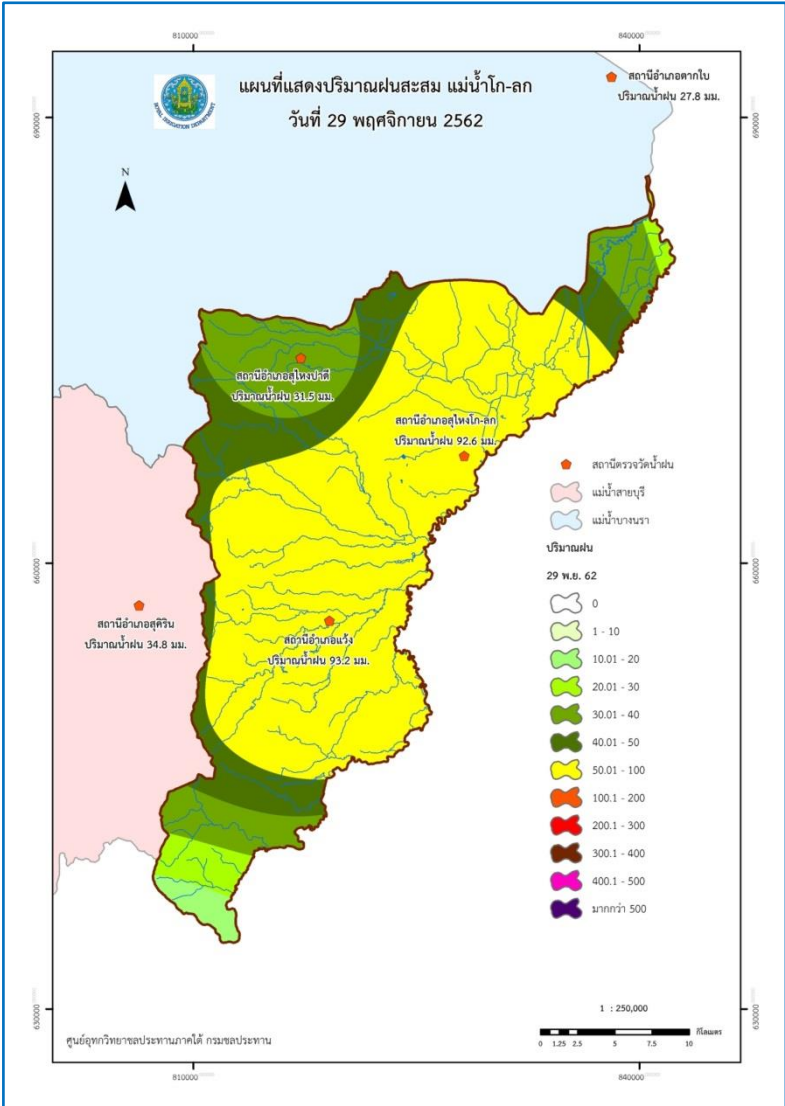 810000
840000
ROYAL IRRIGATION DEPARTMENT
แผนที่แสดงปริมาณฝนสะสม แม่น้ำโก-ลก
วันที่ 29 พฤศจิกายน 2562
สถานีอำเภอตากใบ
ปริมาณน้ำฝน 27.8 มม.
690000
690000
N
สถานีอำเภอสุไหงปาดี
ปริมาณน้ำฝน 31.5 มม.
สถานีอำเภอสุไหงโก-ลก
ปริมาณน้ำฝน 92.6 มม.
สถานีตรวจวัดน้ำฝน
แม่น้ำสายบุรี
แม่น้ำบางนรา
ปริมาณฝน
29 พ.ย. 62
660000
660000
สถานีอำเภอสุคิริน
ปริมาณน้ำฝน 34.8 มม.
สถานีอำเภอแว้ง
ปริมาณน้ำฝน 93.2 มม.
0
1 - 10
10.01 - 20
20.01 - 30
30.01 - 40
40.01 - 50
50.01 - 100
100.1 - 200
200.1 - 300
300.1 - 400
400.1 - 500
มากกว่า 500
630000
630000
1 : 250,000
กิโลเมตร
0 1.25 2.5 5 7.5 10
ศูนย์อุทกวิทยาชลประทานภาคใต้ กรมชลประทาน
810000
840000